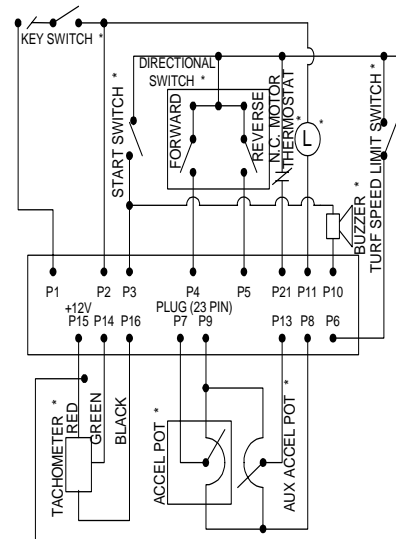 KEY SWITCH *
DIRECTIONAL
SWITCH *
START SWITCH *
FORWARD
REVERSE
N.C. MOTOR
THERMOSTAT *
L *
BUZZER *
TURF SPEED LIMIT SWITCH *
P1 P2 P3 P4 P5 P21 P11 P10
+12V PLUG (23 PIN)
P15 P14 P16 P7 P9 P13 P8 P6
TACHOMETER *
RED
GREEN
BLACK
ACCEL POT *
AUX ACCEL POT *